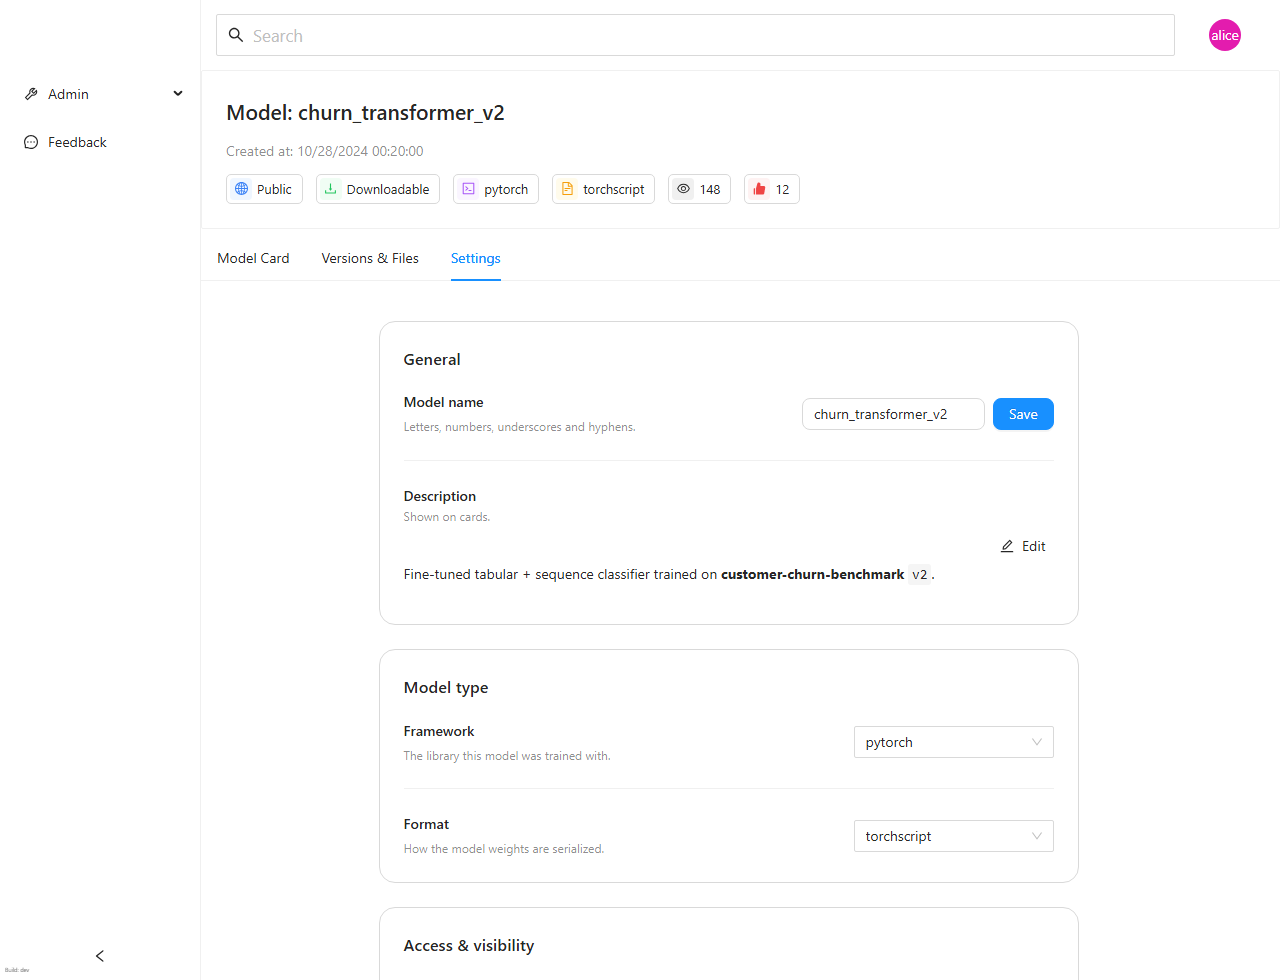 Search
alice
Admin
Feedback
Model: churn_transformer_v2
Created at: 10/28/2024 00:20:00
Public
Downloadable
pytorch
torchscript
148
12
Model Card
Versions & Files
Settings
General
Model name
Letters, numbers, underscores and hyphens.
churn_transformer_v2
Save
Description
Shown on cards.
Edit
Fine-tuned tabular + sequence classifier trained on customer-churn-benchmark v2.
Model type
Framework
The library this model was trained with.
pytorch
Format
How the model weights are serialized.
torchscript
Access & visibility
Build: dev